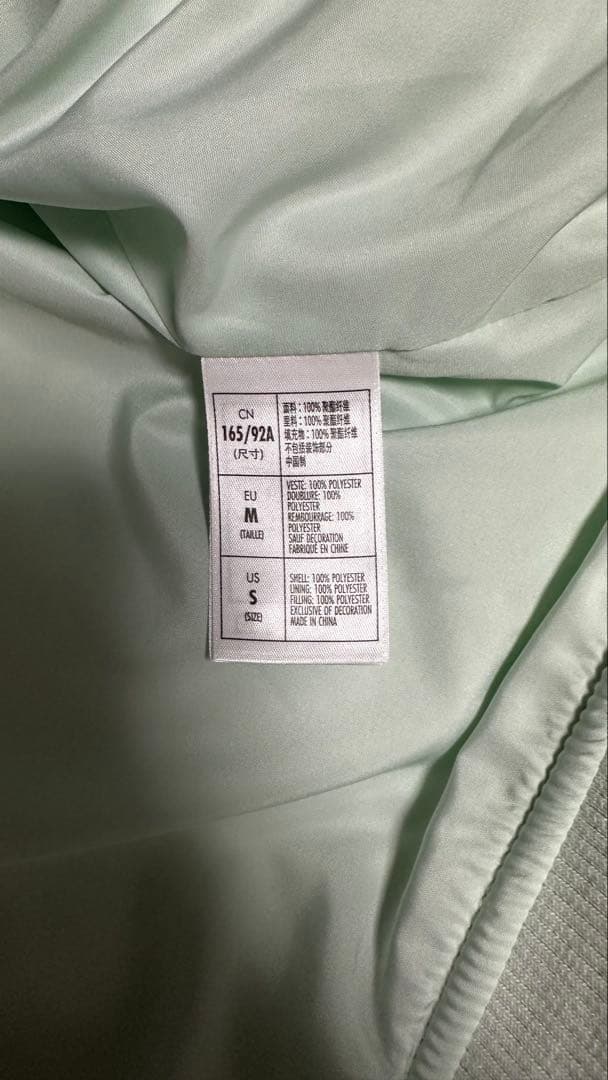 CN
165/92A
(尺寸)
面料：100%聚酯纤维
里料：100%聚酯纤维
填充物：100%聚酯纤维
不包括装饰部分
中国制
EU
M
(TAILLE)
VESTE: 100% POLYESTER
DOUBLURE: 100%
POLYESTER
REMBOURRAGE: 100%
POLYESTER
SAUF DECORATION
FABRIQUÉ EN CHINE
US
S
(SIZE)
SHELL: 100% POLYESTER
LINING: 100% POLYESTER
FILLING: 100% POLYESTER
EXCLUSIVE OF DECORATION
MADE IN CHINA